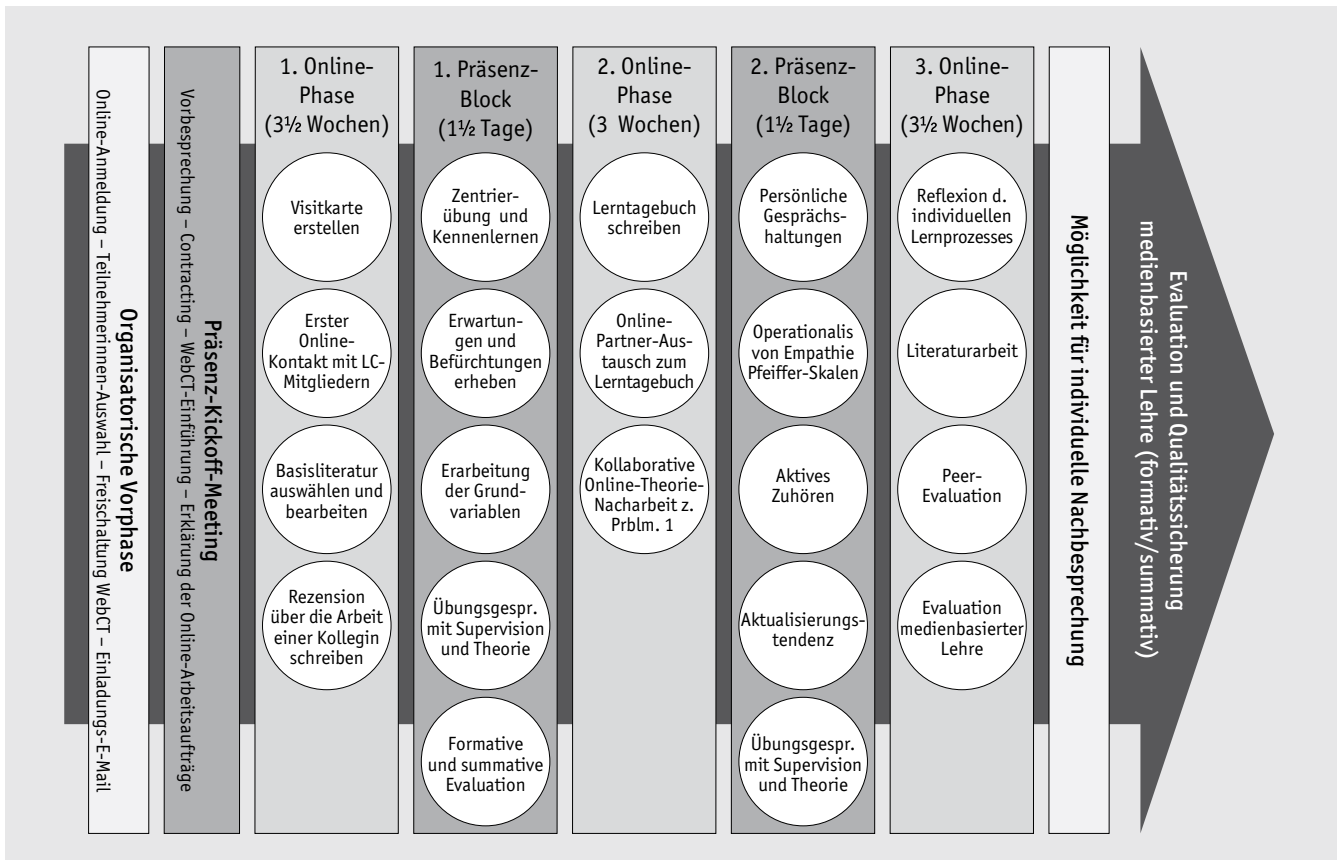 Organisatorische Vorphase
Online-Anmeldung – Teilnehmerinnen-Auswahl – Freischaltung WebCT – Einladungs-E-Mail
Präsenz-Kickoff-Meeting
Vorbesprechung – Contracting – WebCT-Einführung – Erklärung der Online-Arbeitsaufträge
1. Online-
Phase
(3½ Wochen)
Visitkarte
erstellen
Erster
Online-
Kontakt mit LC-
Mitgliedern
Basisliteratur
auswählen und
bearbeiten
Rezension
über die Arbeit
einer Kollegin
schreiben
1. Präsenz-
Block
(1½ Tage)
Zentrier-
übung und
Kennenlernen
Erwartun-
gen und
Befürchtungen
erheben
Erarbeitung
der Grund-
variablen
Übungsgespr.
mit Supervision
und Theorie
Formative
und summative
Evaluation
2. Online-
Phase
(3 Wochen)
Lerntagebuch
schreiben
Online-
Partner-Aus-
tausch zum
Lerntagebuch
Kollaborative
Online-Theorie-
Nacharbeit z.
Prblm. 1
2. Präsenz-
Block
(1½ Tage)
Persönliche
Gesprächs-
haltungen
Operationalis
von Empathie
Pfeiffer-Skalen
Aktives
Zuhören
Aktualisierungs-
tendenz
Übungsgespr.
mit Supervision
und Theorie
3. Online-
Phase
(3½ Wochen)
Reflexion d.
individuellen
Lernprozesses
Literaturarbeit
Peer-
Evaluation
Evaluation
medienbasierter
Lehre
Möglichkeit für individuelle Nachbesprechung
Evaluation und Qualitätssicherung
medienbasierter Lehre (formativ/summativ)